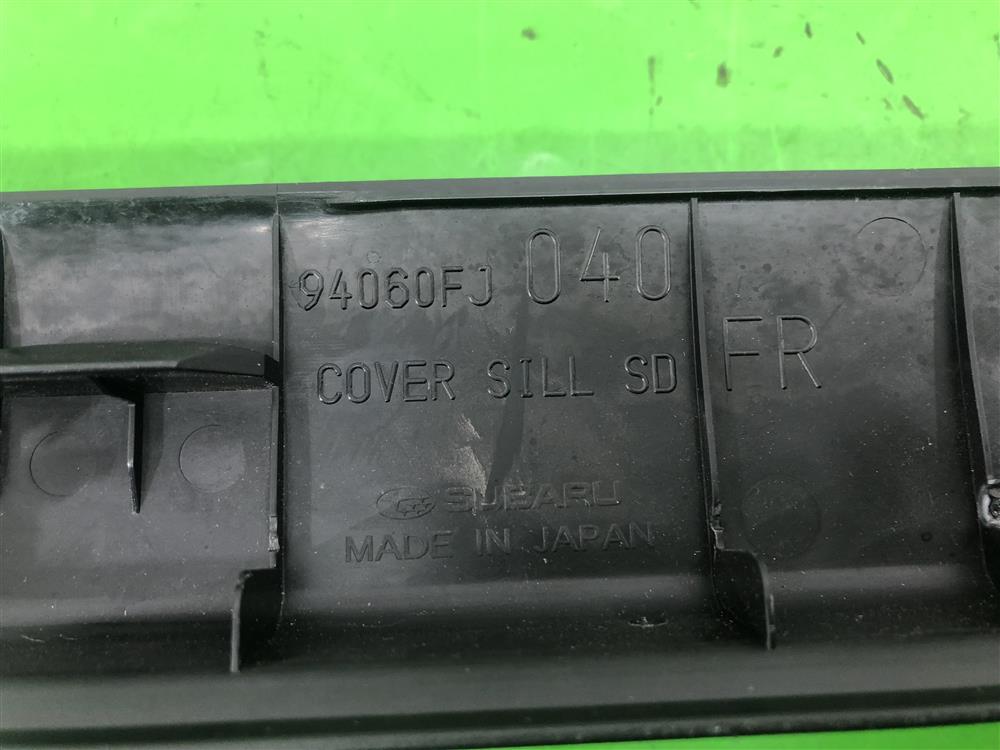 94060FJ 040
COVER SILL SD FR
SUBARU
MADE IN JAPAN